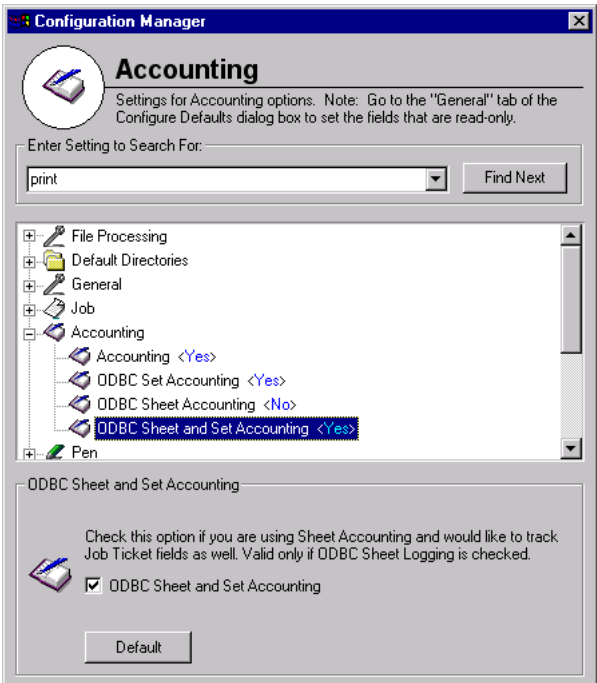 Configuration Manager
Accounting
Settings for Accounting options. Note: Go to the "General" tab of the
Configure Defaults dialog box to set the fields that are read-only.
Enter Setting to Search For:
print
Find Next
File Processing
Default Directories
General
Job
Accounting
Accounting <Yes>
ODBC Set Accounting <Yes>
ODBC Sheet Accounting <No>
ODBC Sheet and Set Accounting <Yes>
Pen
ODBC Sheet and Set Accounting
Check this option if you are using Sheet Accounting and would like to track
Job Ticket fields as well. Valid only if ODBC Sheet Logging is checked.
ODBC Sheet and Set Accounting
Default